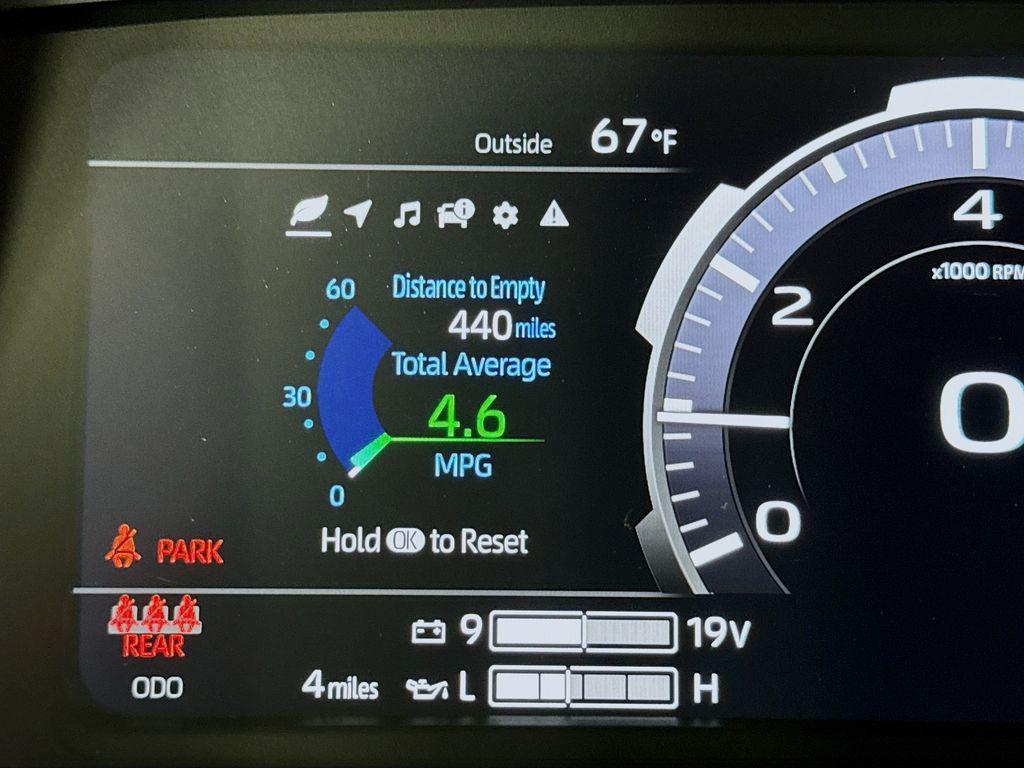 Outside 67°F
4
x1000 RPM
2
0
0
60
30
0
Distance to Empty
440 miles
Total Average
4.6
MPG
Hold OK to Reset
PARK
REAR
9 19V
ODO 4 miles L H